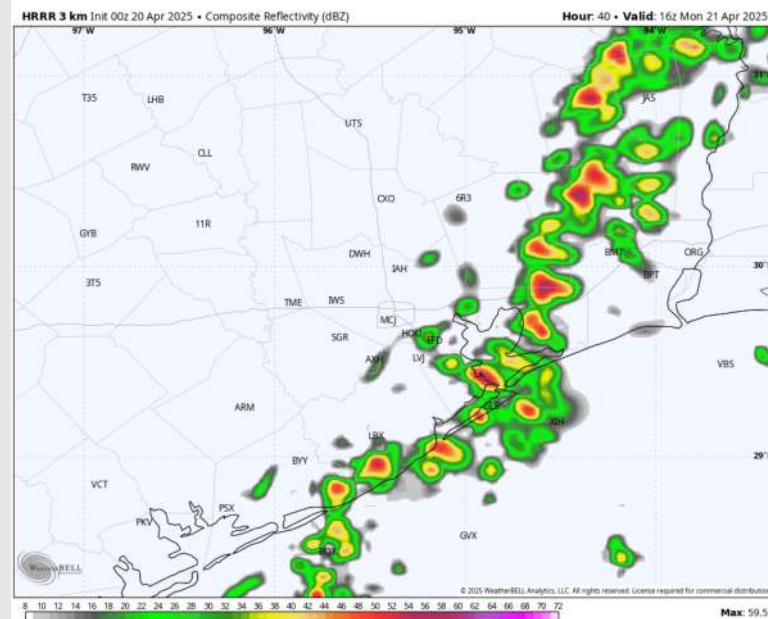 HRRR 3 km Init 00z 20 Apr 2025 • Composite Reflectivity (dBZ)
Hour: 40 • Valid: 16z Mon 21 Apr 2025
97°W 96°W 95°W 94°W
31°
T35 LHB JAS
UTS
CLL
RWV
CXO 6R3
11R
GYB
DWH BMT ORG
IAH 30°
3T5 BPT
TME IWS
MCJ
SGR HOU EFD
AXH LVJ
VBS
ARM GLS
XIH
LBX
BYY 29°
VCT
PSX
PKV
GVX
WEATHERBELL
© 2025 WeatherBELL Analytics, LLC. All rights reserved. License required for commercial distribution
8 10 12 14 16 18 20 22 24 26 28 30 32 34 36 38 40 42 44 46 48 50 52 54 56 58 60 62 64 66 68 70 72
Max: 59.5